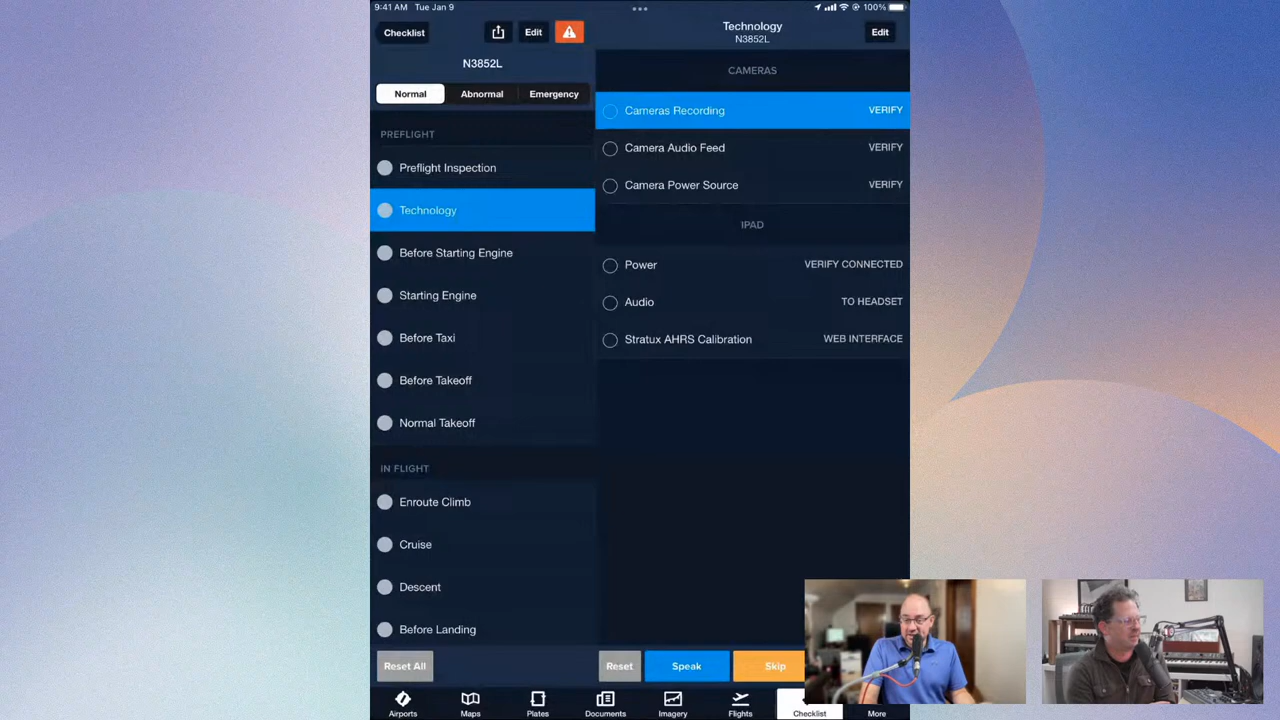 9:41 AM Tue Jan 9
100%
Checklist
Edit
N3852L
Normal
Abnormal
Emergency
PREFLIGHT
Preflight Inspection
Technology
Before Starting Engine
Starting Engine
Before Taxi
Before Takeoff
Normal Takeoff
IN FLIGHT
Enroute Climb
Cruise
Descent
Before Landing
Reset All
Technology
N3852L
Edit
CAMERAS
Cameras Recording VERIFY
Camera Audio Feed VERIFY
Camera Power Source VERIFY
IPAD
Power VERIFY CONNECTED
Audio TO HEADSET
Stratux AHRS Calibration WEB INTERFACE
Reset
Speak
Skip
Airports
Maps
Plates
Documents
Imagery
Flights
Checklist
More